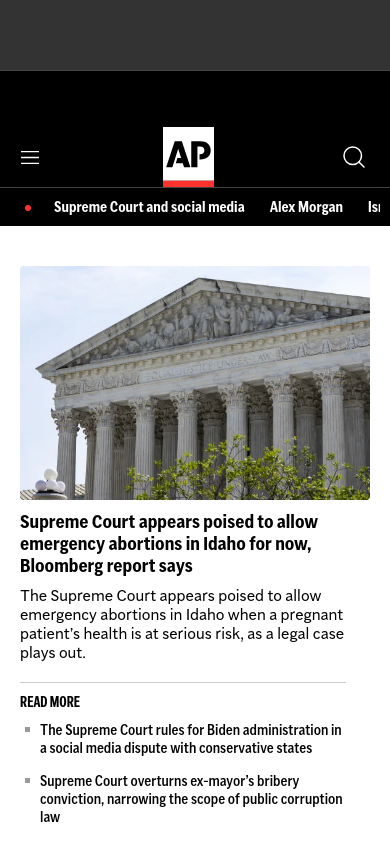 AP
Supreme Court and social media
Alex Morgan
Supreme Court appears poised to allow
emergency abortions in Idaho for now,
Bloomberg report says
The Supreme Court appears poised to allow
emergency abortions in Idaho when a pregnant
patient's health is at serious risk, as a legal case
plays out.
READ MORE
The Supreme Court rules for Biden administration in
a social media dispute with conservative states
Supreme Court overturns ex-mayor's bribery
conviction, narrowing the scope of public corruption
law